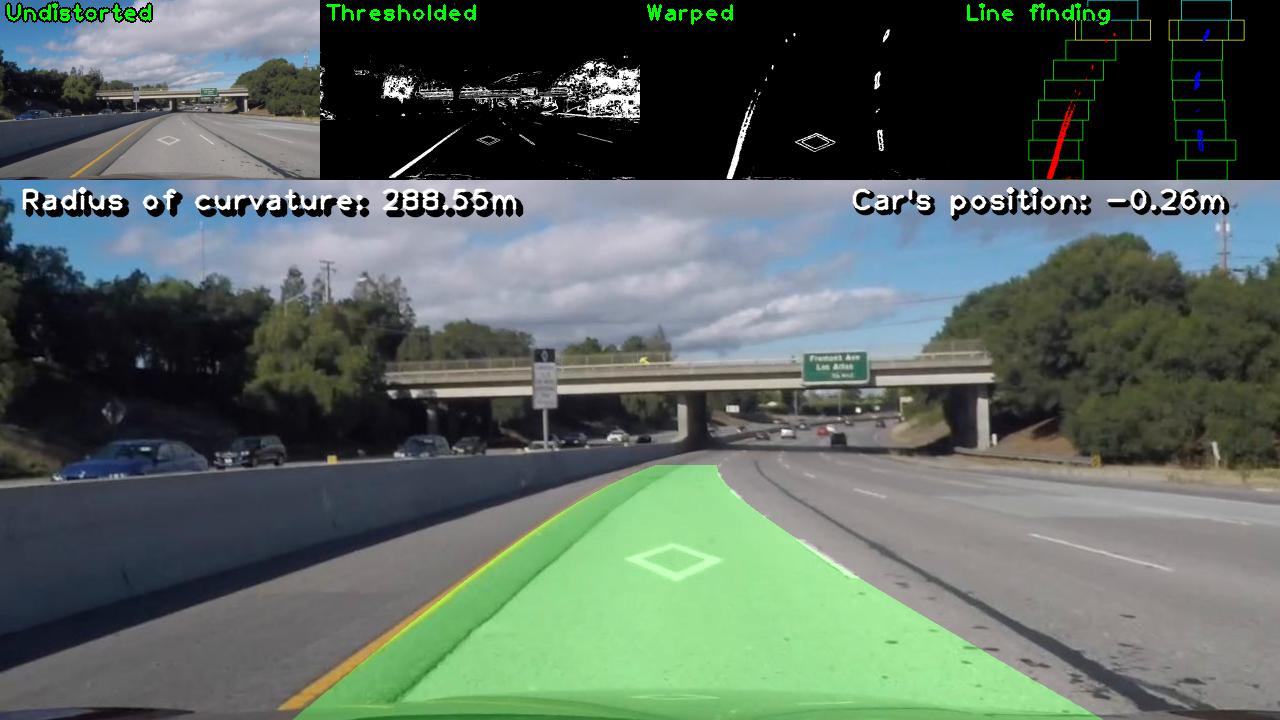 Undistorted
Thresholded
Warped
Line finding
Radius of curvature: 288.55m
Car's position: -0.26m
Fremont Ave
Los Altos